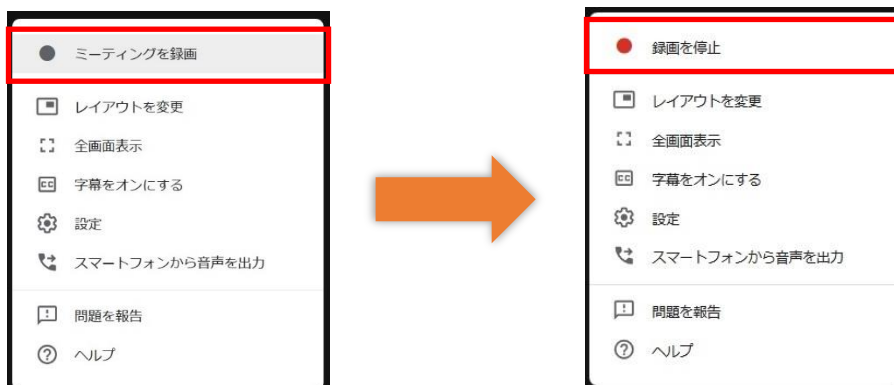 ミーティングを録画
レイアウトを変更
全画面表示
字幕をオンにする
設定
スマートフォンから音声を出力
問題を報告
ヘルプ
録画を停止
レイアウトを変更
全画面表示
字幕をオンにする
設定
スマートフォンから音声を出力
問題を報告
ヘルプ